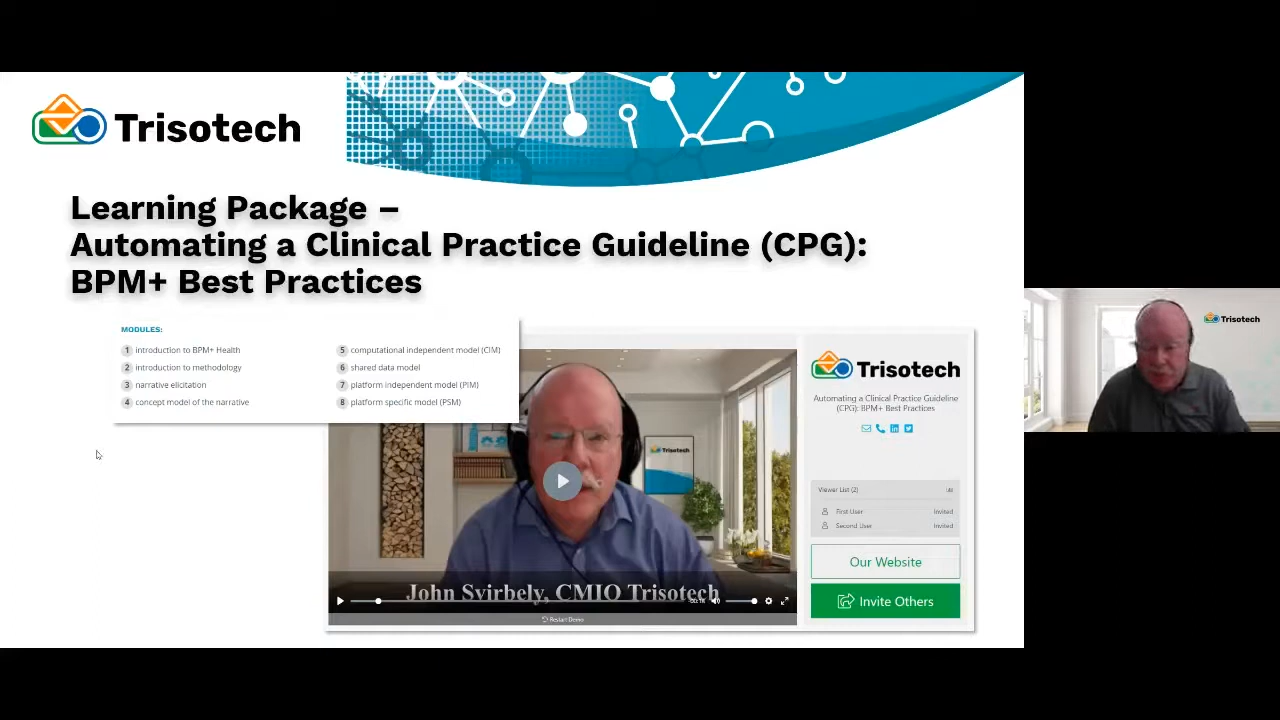 Trisotech
Learning Package –
Automating a Clinical Practice Guideline (CPG):
BPM+ Best Practices
MODULES:
1 introduction to BPM+ Health
2 introduction to methodology
3 narrative elicitation
4 concept model of the narrative
5 computational independent model (CIM)
6 shared data model
7 platform independent model (PIM)
8 platform specific model (PSM)
Trisotech
John Svirbely, CMIO Trisotech
Restart Demo
Trisotech
Automating a Clinical Practice Guideline
(CPG): BPM+ Best Practices
Viewer List (2)
First User Invited
Second User Invited
Our Website
Invite Others
Trisotech